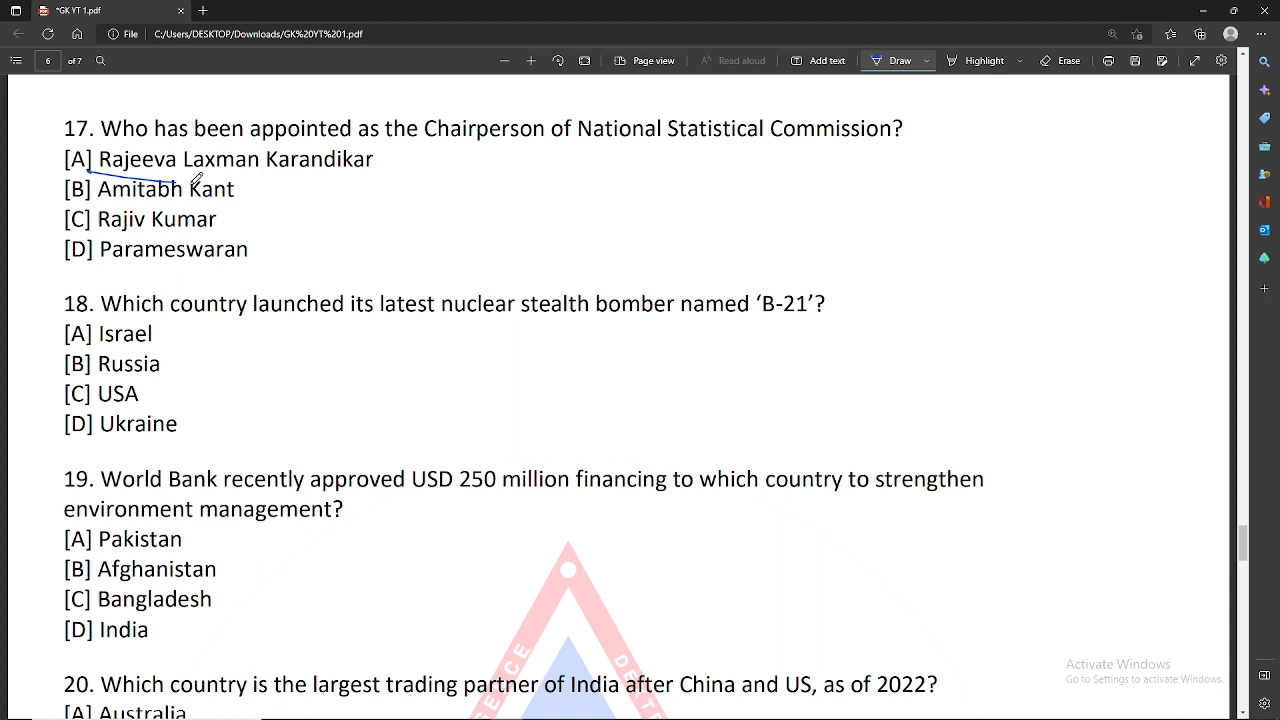 *GK YT 1.pdf
File C:/Users/DESKTOP/Downloads/GK%20YT%201.pdf
6 of 7 Page view Read aloud Add text Draw Highlight Erase
17. Who has been appointed as the Chairperson of National Statistical Commission?
[A] Rajeeva Laxman Karandikar
[B] Amitabh Kant
[C] Rajiv Kumar
[D] Parameswaran
18. Which country launched its latest nuclear stealth bomber named ‘B-21’?
[A] Israel
[B] Russia
[C] USA
[D] Ukraine
19. World Bank recently approved USD 250 million financing to which country to strengthen
environment management?
[A] Pakistan
[B] Afghanistan
[C] Bangladesh
[D] India
Activate Windows
Go to Settings to activate Windows.
20. Which country is the largest trading partner of India after China and US, as of 2022?
[A] Australia